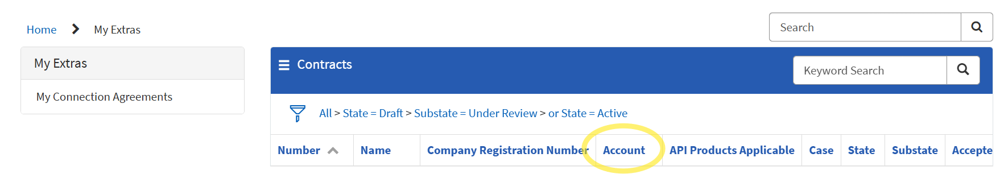 Home > My Extras
Search
My Extras
My Connection Agreements
Contracts
Keyword Search
All > State = Draft > Substate = Under Review > or State = Active
Number Name Company Registration Number Account API Products Applicable Case State Substate Accepte